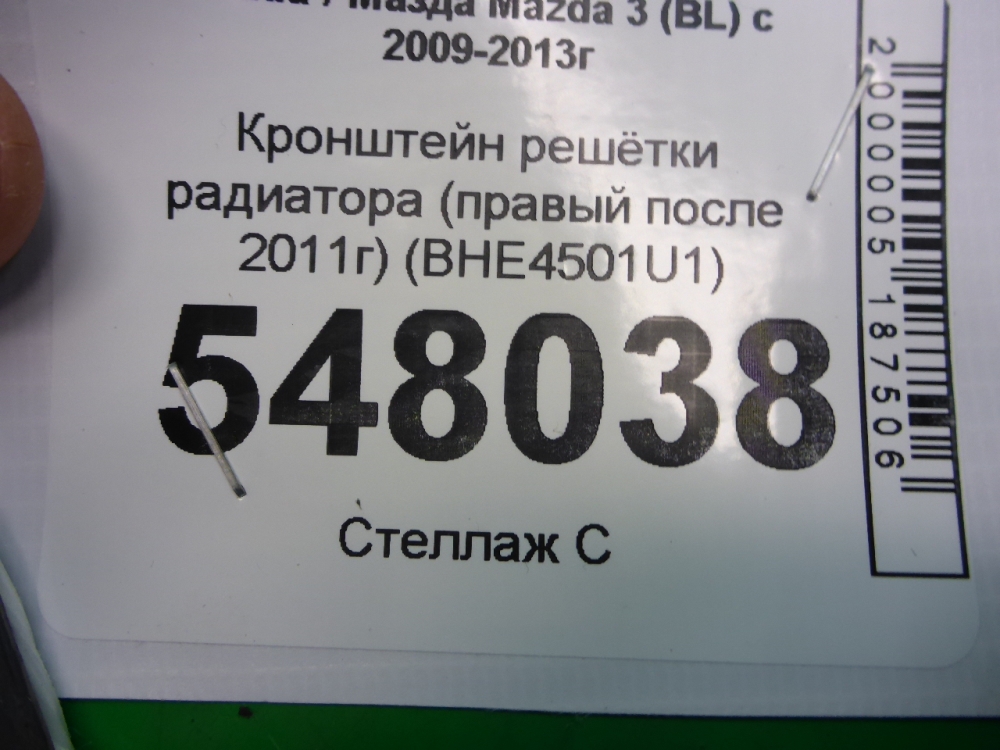 Мазда Mazda 3 (BL) с
2009-2013г
Кронштейн решётки
радиатора (правый после
2011г) (BHE4501U1)
548038
Стеллаж С
2000005187506